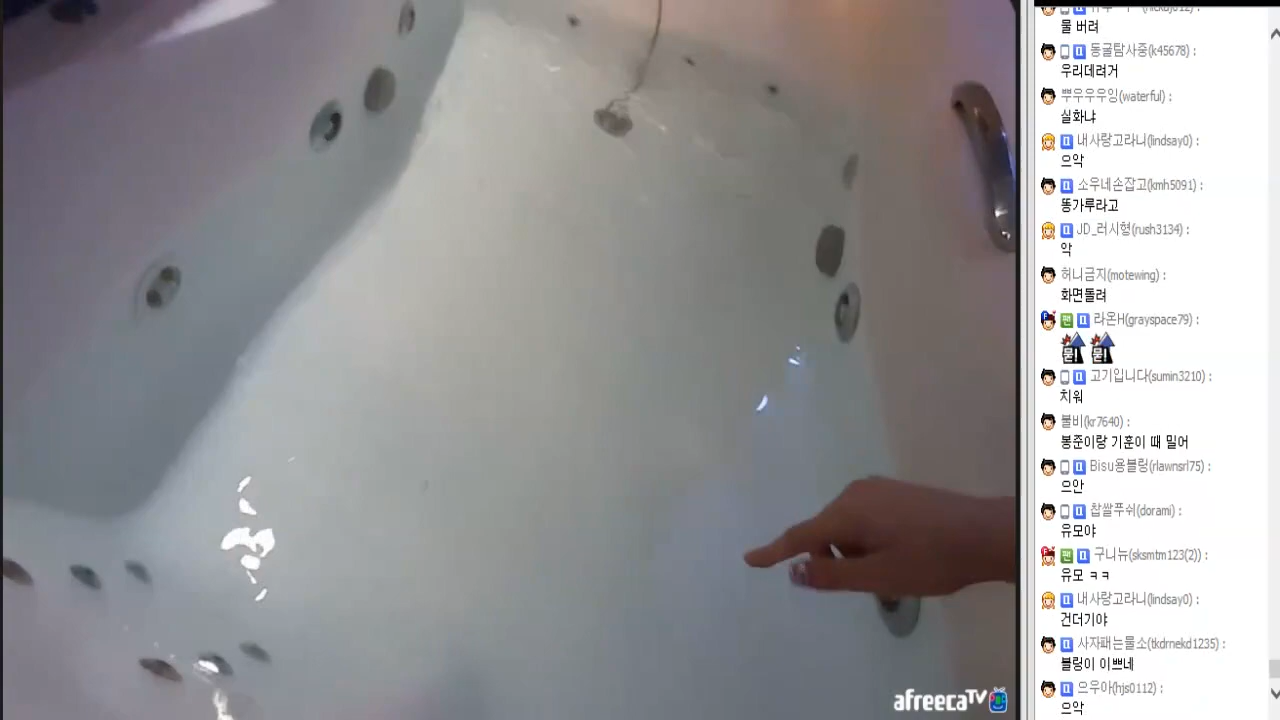 물 버려
동굴탐사중(k45678) :
우리데려거
뿌우우우잉(waterful) :
실화냐
내사랑고라니(lindsay0) :
으악
소우네손잡고(kmh5091) :
똥가루라고
JD_러시형(rush3134) :
악
허니금지(motewing) :
화면돌려
팬 라온H(grayspace79) :
묻! 묻!
고기입니다(sumin3210) :
치워
불비(kr7640) :
봉준이랑 기훈이 때 밀어
Bisu용블링(rlawnsrl75) :
으안
찹쌀푸쉬(dorami) :
유모야
팬 구니뉴(sksmtm123(2)) :
유모 ㅋㅋ
내사랑고라니(lindsay0) :
건더기야
사자패는물소(tkdrnekd1235) :
블링이 이쁘네
으우아(hjs0112) :
으악
afreecaTV